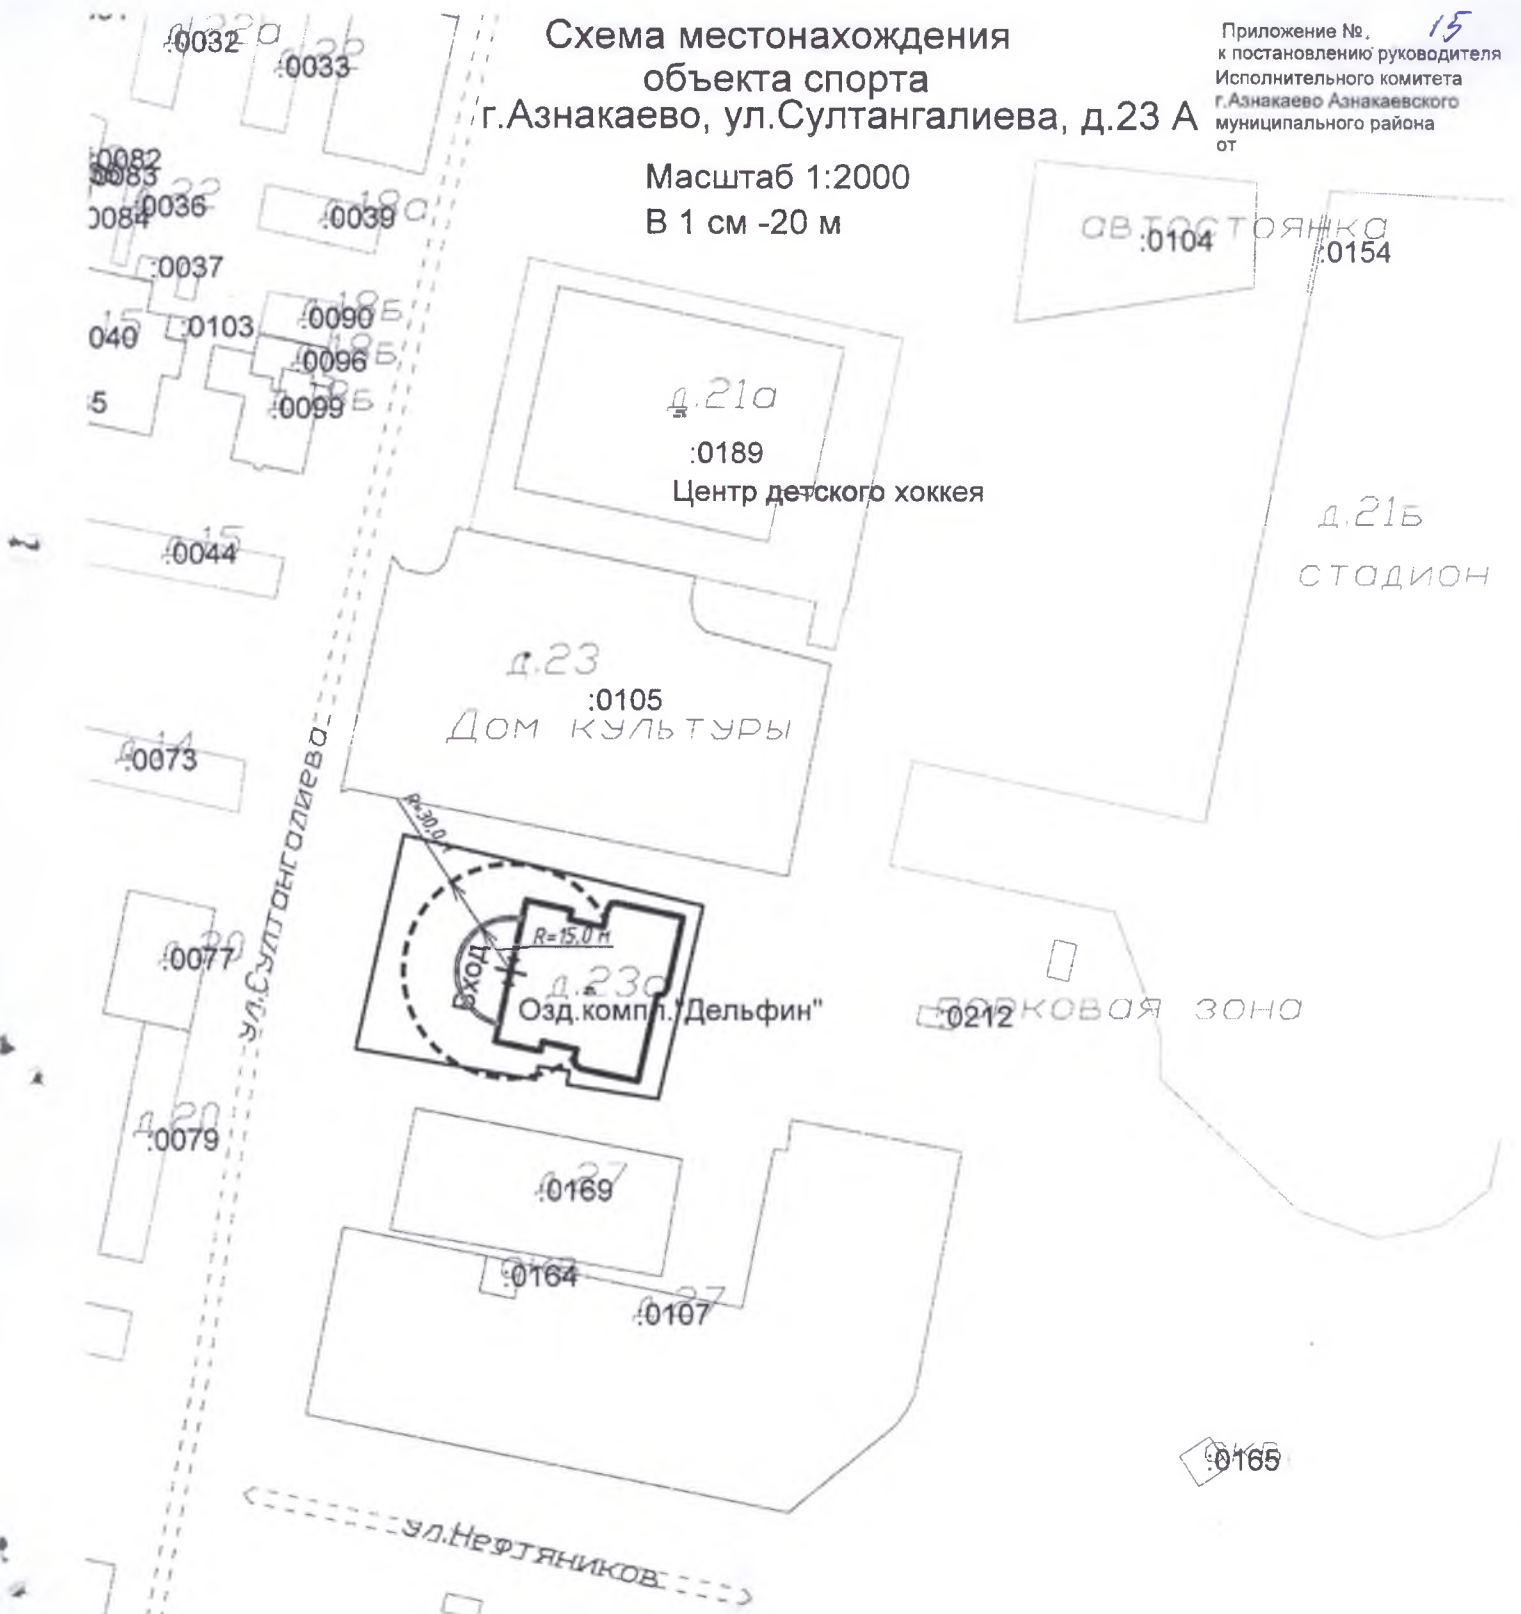 Схема местонахождения
объекта спорта
г.Азнакаево, ул.Султангалиева, д.23 А
Масштаб 1:2000
В 1 см -20 м
Приложение №. 15
к постановлению руководителя
Исполнительного комитета
г.Азнакаево Азнакаевского
муниципального района
от
:0032
:0033
:0082
:0083
:0036
:0084
:0039
:0037
:0090
:0103
:0096
040
:0099
:0044
автостоянка
:0104
:0154
д.21а
:0189
Центр детского хоккея
д.21Б
стадион
д.23
:0105
Дом культуры
:0073
ул.Султангалиева
R=30,0
R=15,0 м
Вход
д.23а
Озд.компл."Дельфин"
:0077
парковая зона
:0212
:0079
д.27
:0169
:0164
д.27
:0107
:0165
ул.Нефтяников